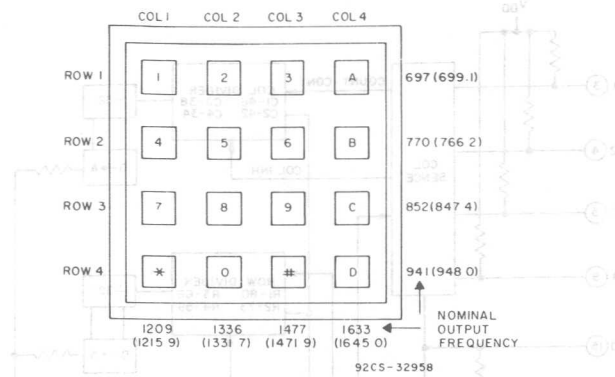 COL 1 COL 2 COL 3 COL 4
ROW 1 1 2 3 A 697 (699.1)
ROW 2 4 5 6 B 770 (766 2)
ROW 3 7 8 9 C 852 (847 4)
ROW 4 * 0 # D 941 (948 0)
1209 1336 1477 1633
(1215 9) (1331. 7) (1471. 9) (1645 0)
NOMINAL
OUTPUT
FREQUENCY
92CS-32958